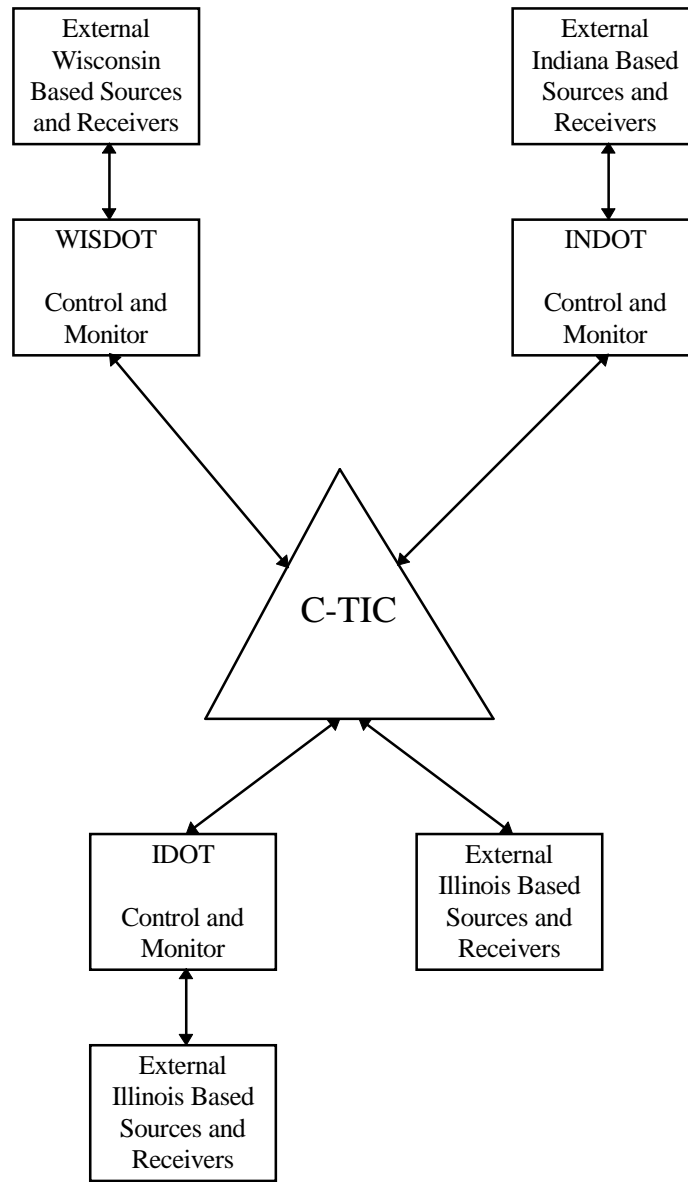 External
Wisconsin
Based Sources
and Receivers
External
Indiana Based
Sources and
Receivers
WISDOT
Control and
Monitor
INDOT
Control and
Monitor
C-TIC
IDOT
Control and
Monitor
External
Illinois Based
Sources and
Receivers
External
Illinois Based
Sources and
Receivers